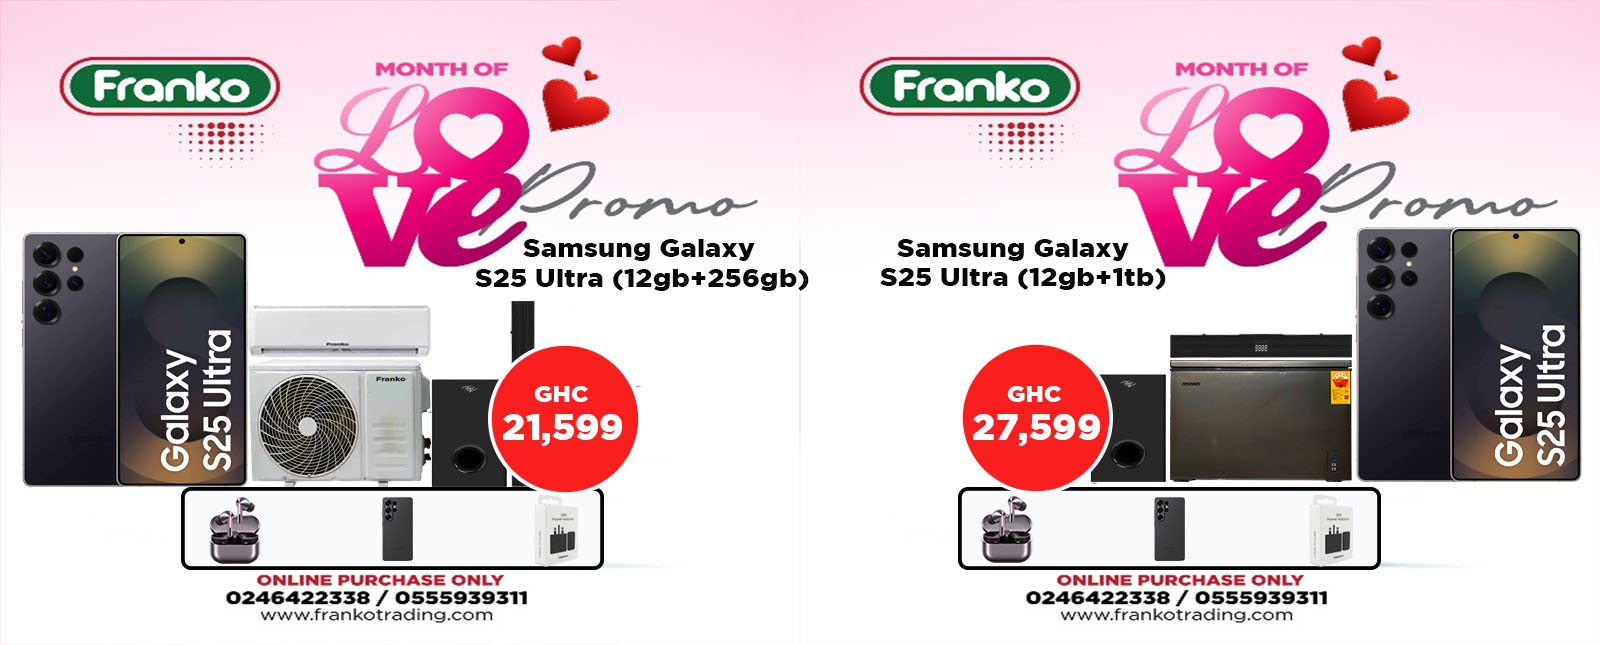 Franko
MONTH OF
LOVE
Promo
Samsung Galaxy
S25 Ultra (12gb+256gb)
Galaxy
S25 Ultra
Franko
Franko
GHC
21,599
ONLINE PURCHASE ONLY
0246422338 / 0555939311
www.frankotrading.com
Franko
MONTH OF
LOVE
Promo
Samsung Galaxy
S25 Ultra (12gb+1tb)
GHC
27,599
Galaxy
S25 Ultra
ONLINE PURCHASE ONLY
0246422338 / 0555939311
www.frankotrading.com